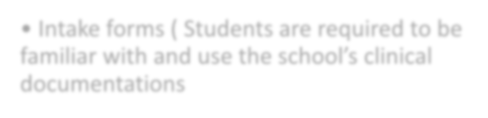 • Intake forms ( Students are required to be
familiar with and use the school's clinical
documentations